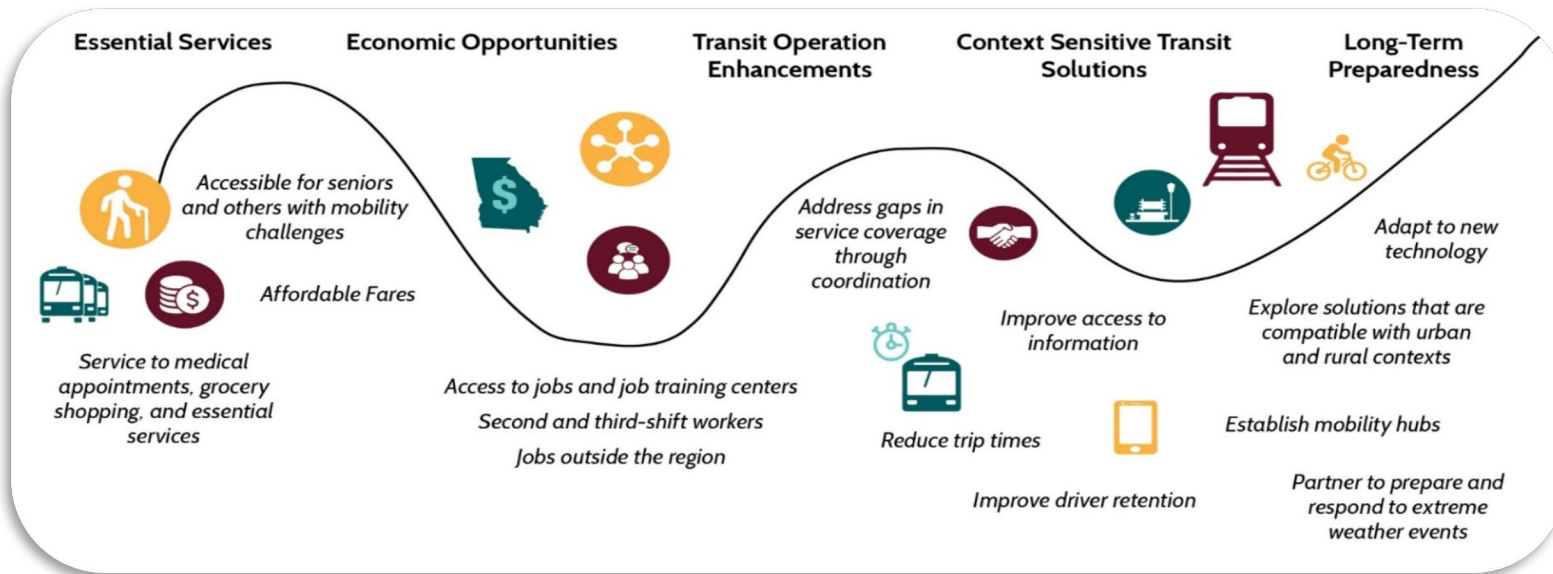 Essential Services
Economic Opportunities
Transit Operation
Enhancements
Context Sensitive Transit
Solutions
Long-Term
Preparedness
Accessible for seniors
and others with mobility
challenges
Affordable Fares
Service to medical
appointments, grocery
shopping, and essential
services
$
$
Access to jobs and job training centers
Second and third-shift workers
Jobs outside the region
Address gaps in
service coverage
through
coordination
Improve access to
information
Reduce trip times
Improve driver retention
Adapt to new
technology
Explore solutions that are
compatible with urban
and rural contexts
Establish mobility hubs
Partner to prepare and
respond to extreme
weather events